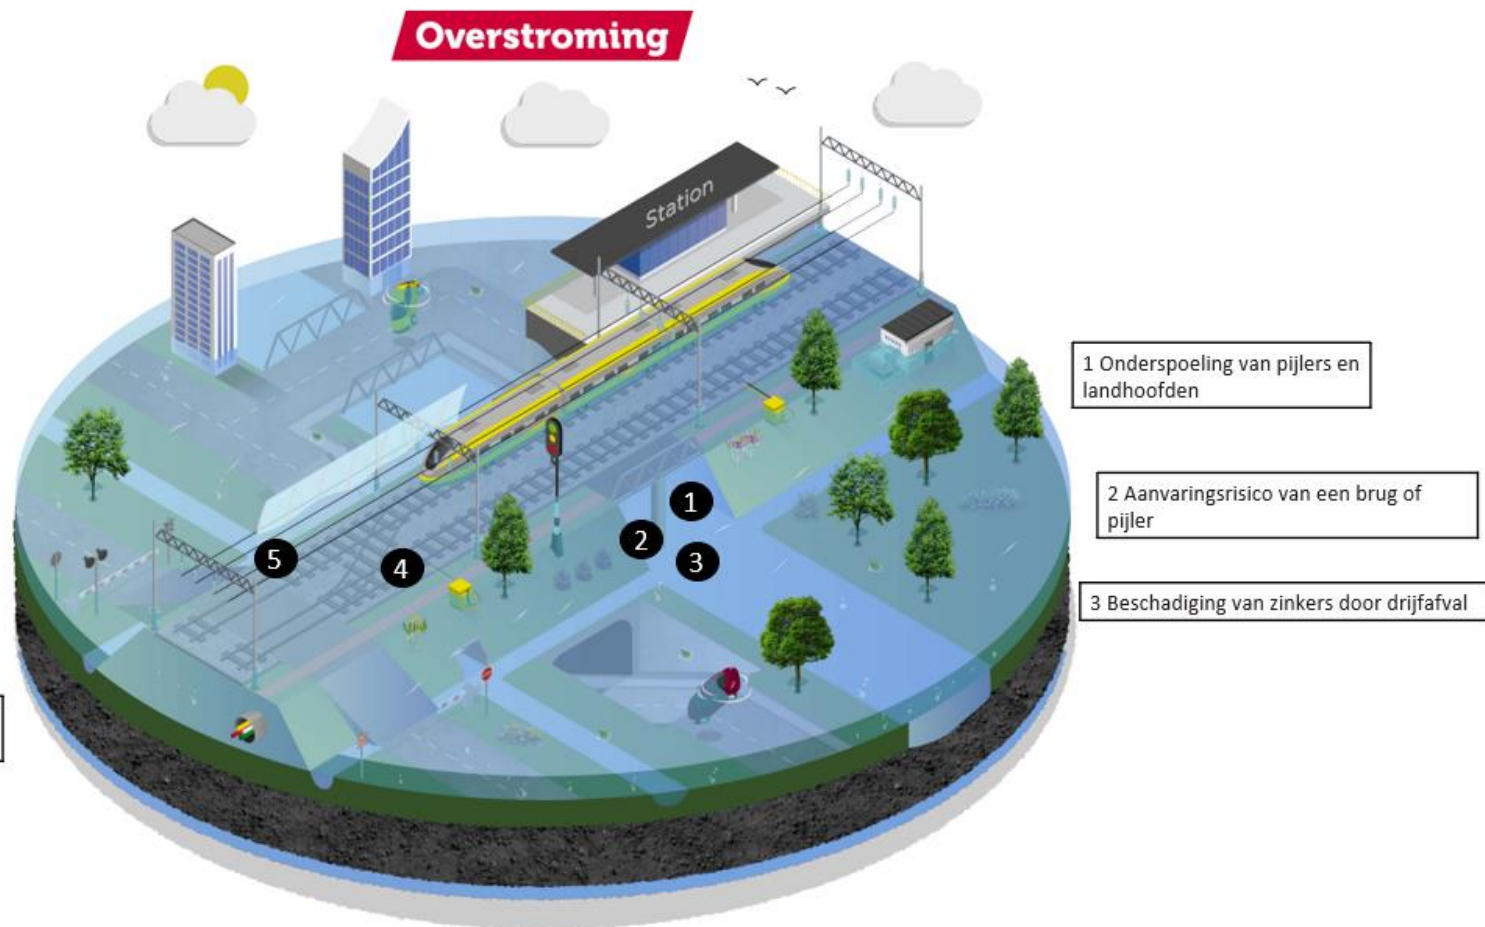 Overstroming
Station
1 Onderspoeling van pijlers en
landhoofden
1
2 Aanvaringsrisico van een brug of
pijler
2
3
5
4
3 Beschadiging van zinkers door drijfafval